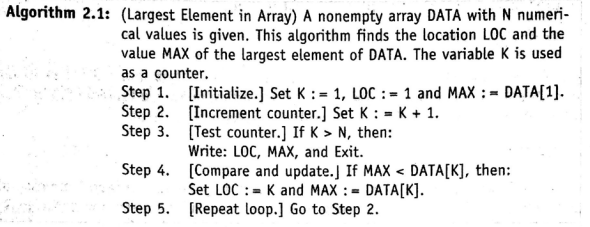 Algorithm 2.1: (Largest Element in Array) A nonempty array DATA with N numeri-
cal values is given. This algorithm finds the location LOC and the
value MAX of the largest element of DATA. The variable K is used
as a counter.
Step 1. [Initialize.] Set K := 1, LOC := 1 and MAX := DATA[1].
Step 2. [Increment counter.] Set K : = K + 1.
Step 3. [Test counter.] If K > N, then:
Write: LOC, MAX, and Exit.
Step 4. [Compare and update.] If MAX < DATA[K], then:
Set LOC := K and MAX := DATA[K].
Step 5. [Repeat loop.] Go to Step 2.